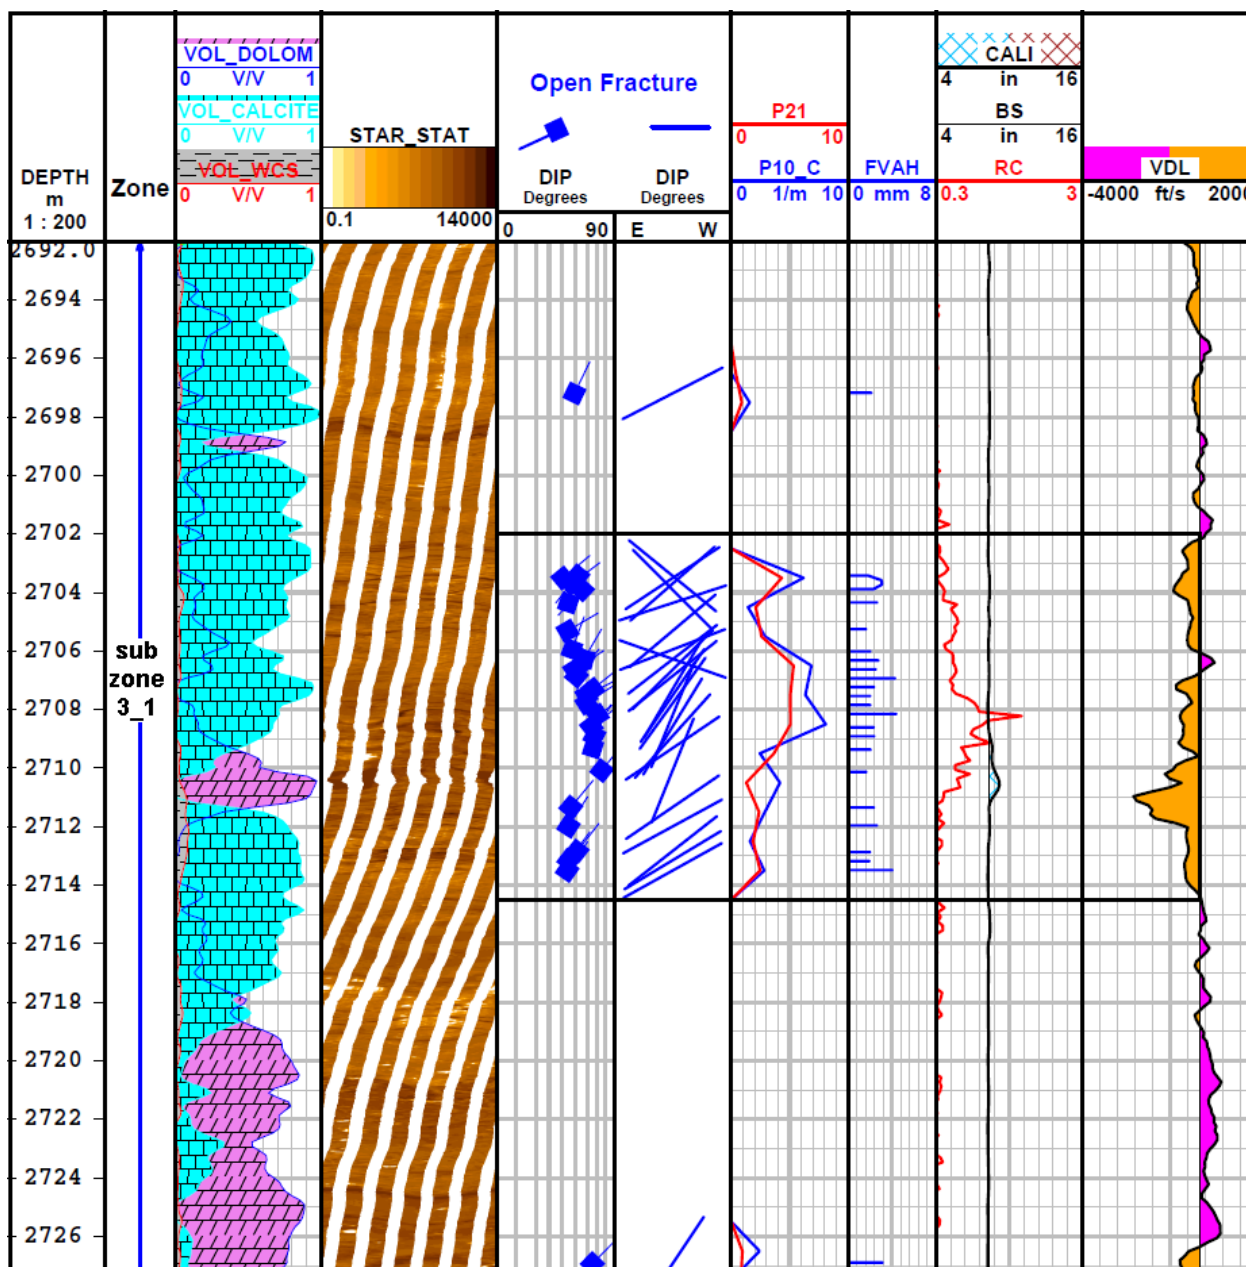 DEPTH
m
1 : 200
Zone
VOL_DOLOM
0 V/V 1
VOL_CALCITE
0 V/V 1
VOL_WCS
0 V/V 1
STAR_STAT
0.1 14000
Open Fracture
DIP
Degrees
0 90
DIP
Degrees
E W
P21
0 10
P10_C
0 1/m 10
FVAH
0 mm 8
CALI
4 in 16
BS
4 in 16
RC
0.3 3
VDL
-4000 ft/s 2000
2692.0
2694
2696
2698
2700
2702
2704
2706
sub
zone
3_1
2708
2710
2712
2714
2716
2718
2720
2722
2724
2726